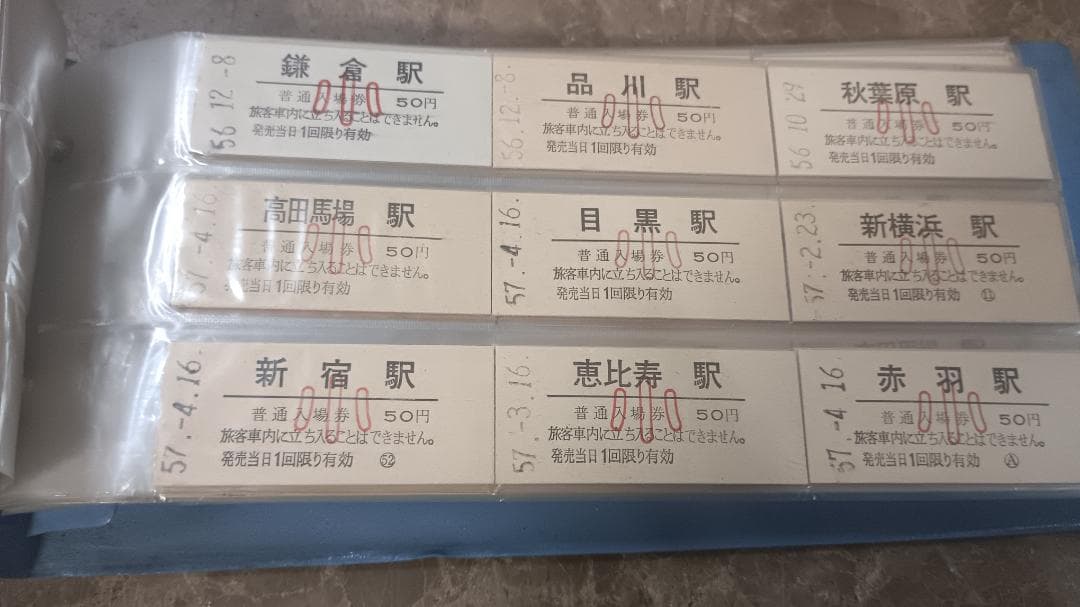 56.12.-8
鎌倉駅
普通入場券 50円
旅客車内に立ち入ることはできません。
発売当日1回限り有効
56.12.-8.
品川駅
普通入場券 50円
旅客車内に立ち入ることはできません。
発売当日1回限り有効
56 10 29
秋葉原駅
普通入場券 50円
旅客車内に立ち入ることはできません。
発売当日1回限り有効
57.-4.16.
高田馬場駅
普通入場券 50円
旅客車内に立ち入ることはできません。
発売当日1回限り有効
57.-4.16.
目黒駅
普通入場券 50円
旅客車内に立ち入ることはできません。
発売当日1回限り有効
57.-2.23.
新横浜駅
普通入場券 50円
旅客車内に立ち入ることはできません。
発売当日1回限り有効 ⑪
57.-4.16.
新宿駅
普通入場券 50円
旅客車内に立ち入ることはできません。
発売当日1回限り有効 52
57.-3.16.
恵比寿駅
普通入場券 50円
旅客車内に立ち入ることはできません。
発売当日1回限り有効
57.-4 16
赤羽駅
普通入場券 50円
旅客車内に立ち入ることはできません。
発売当日1回限り有効 Ⓐ